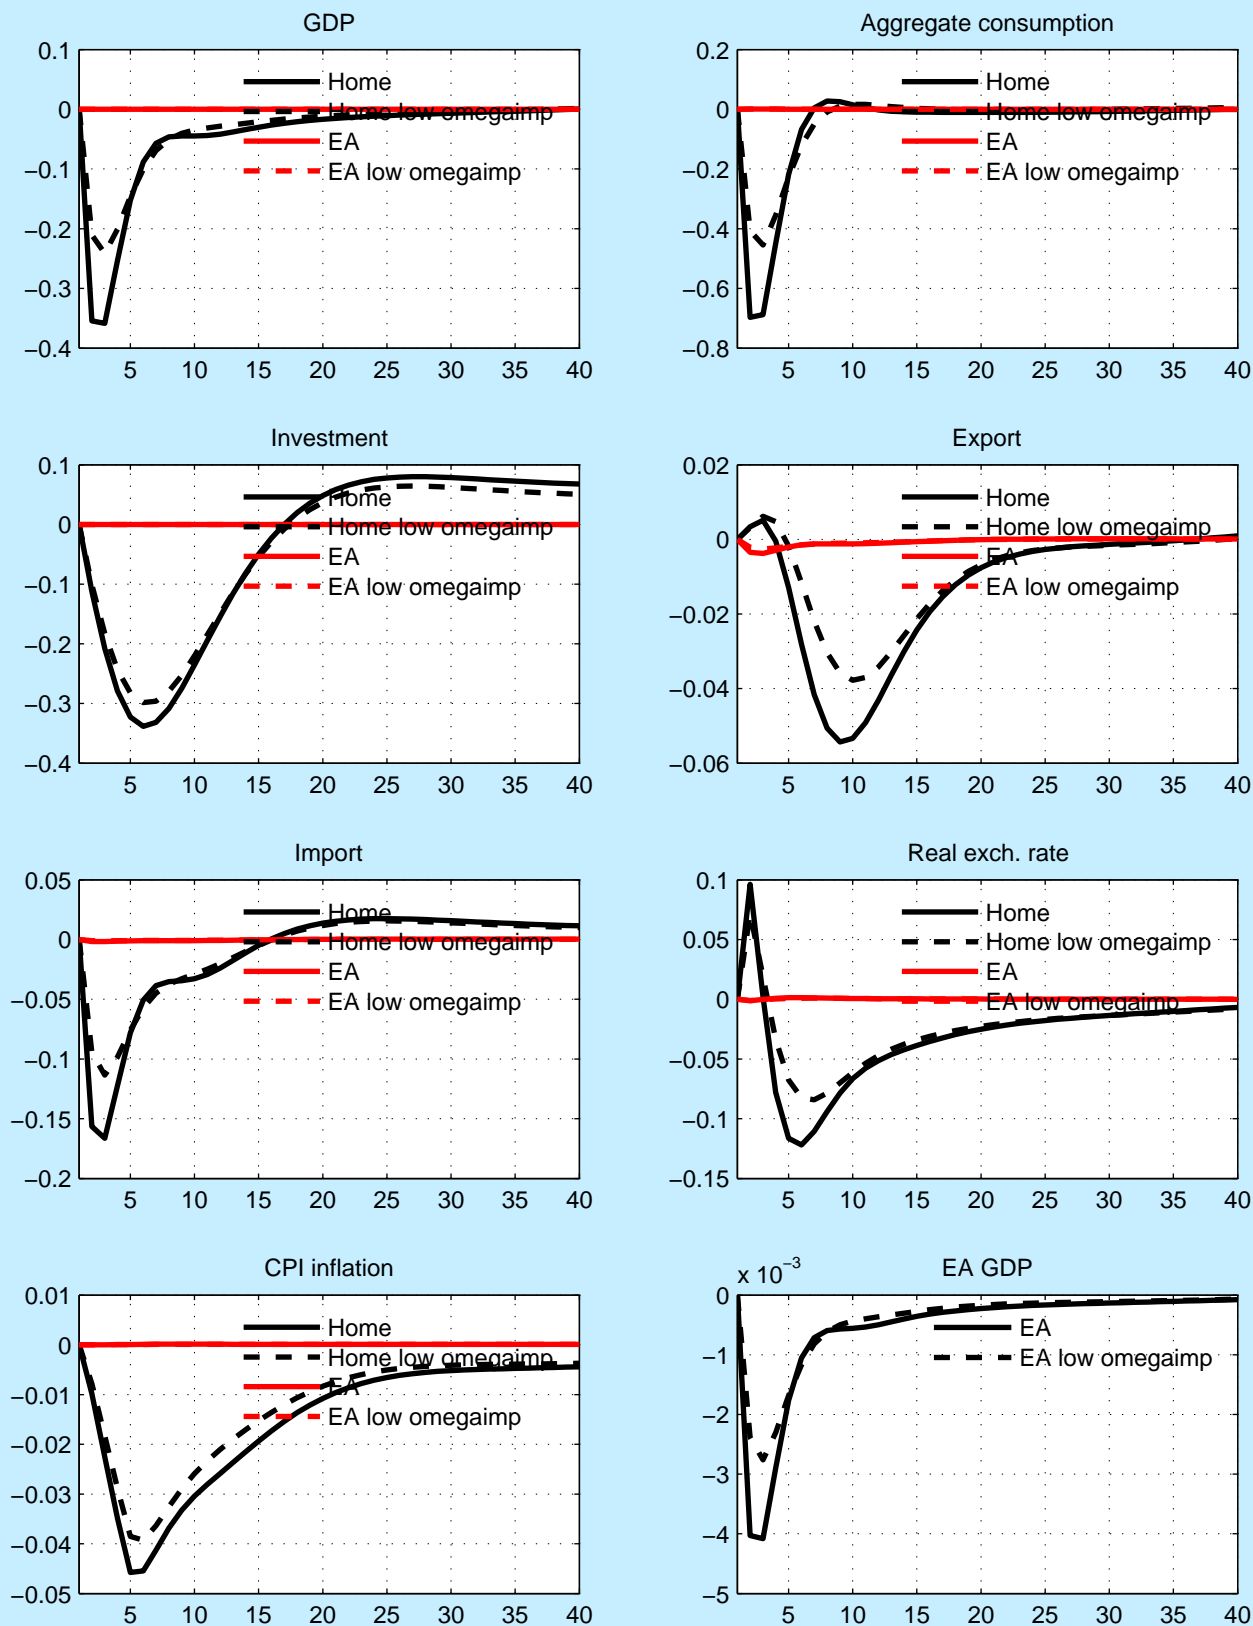 GDP
0.1
0
−0.1
−0.2
−0.3
−0.4
5 10 15 20 25 30 35 40
Home
Home low omegaimp
EA
EA low omegaimp
Aggregate consumption
0.2
0
−0.2
−0.4
−0.6
−0.8
5 10 15 20 25 30 35 40
Home
Home low omegaimp
EA
EA low omegaimp
Investment
0.1
0
−0.1
−0.2
−0.3
−0.4
5 10 15 20 25 30 35 40
Home
Home low omegaimp
EA
EA low omegaimp
Export
0.02
0
−0.02
−0.04
−0.06
5 10 15 20 25 30 35 40
Home
Home low omegaimp
EA
EA low omegaimp
Import
0.05
0
−0.05
−0.1
−0.15
−0.2
5 10 15 20 25 30 35 40
Home
Home low omegaimp
EA
EA low omegaimp
Real exch. rate
0.1
0.05
0
−0.05
−0.1
−0.15
5 10 15 20 25 30 35 40
Home
Home low omegaimp
EA
EA low omegaimp
CPI inflation
0.01
0
−0.01
−0.02
−0.03
−0.04
−0.05
5 10 15 20 25 30 35 40
Home
Home low omegaimp
EA
EA low omegaimp
EA GDP
x 10⁻³
0
−1
−2
−3
−4
−5
5 10 15 20 25 30 35 40
EA
EA low omegaimp